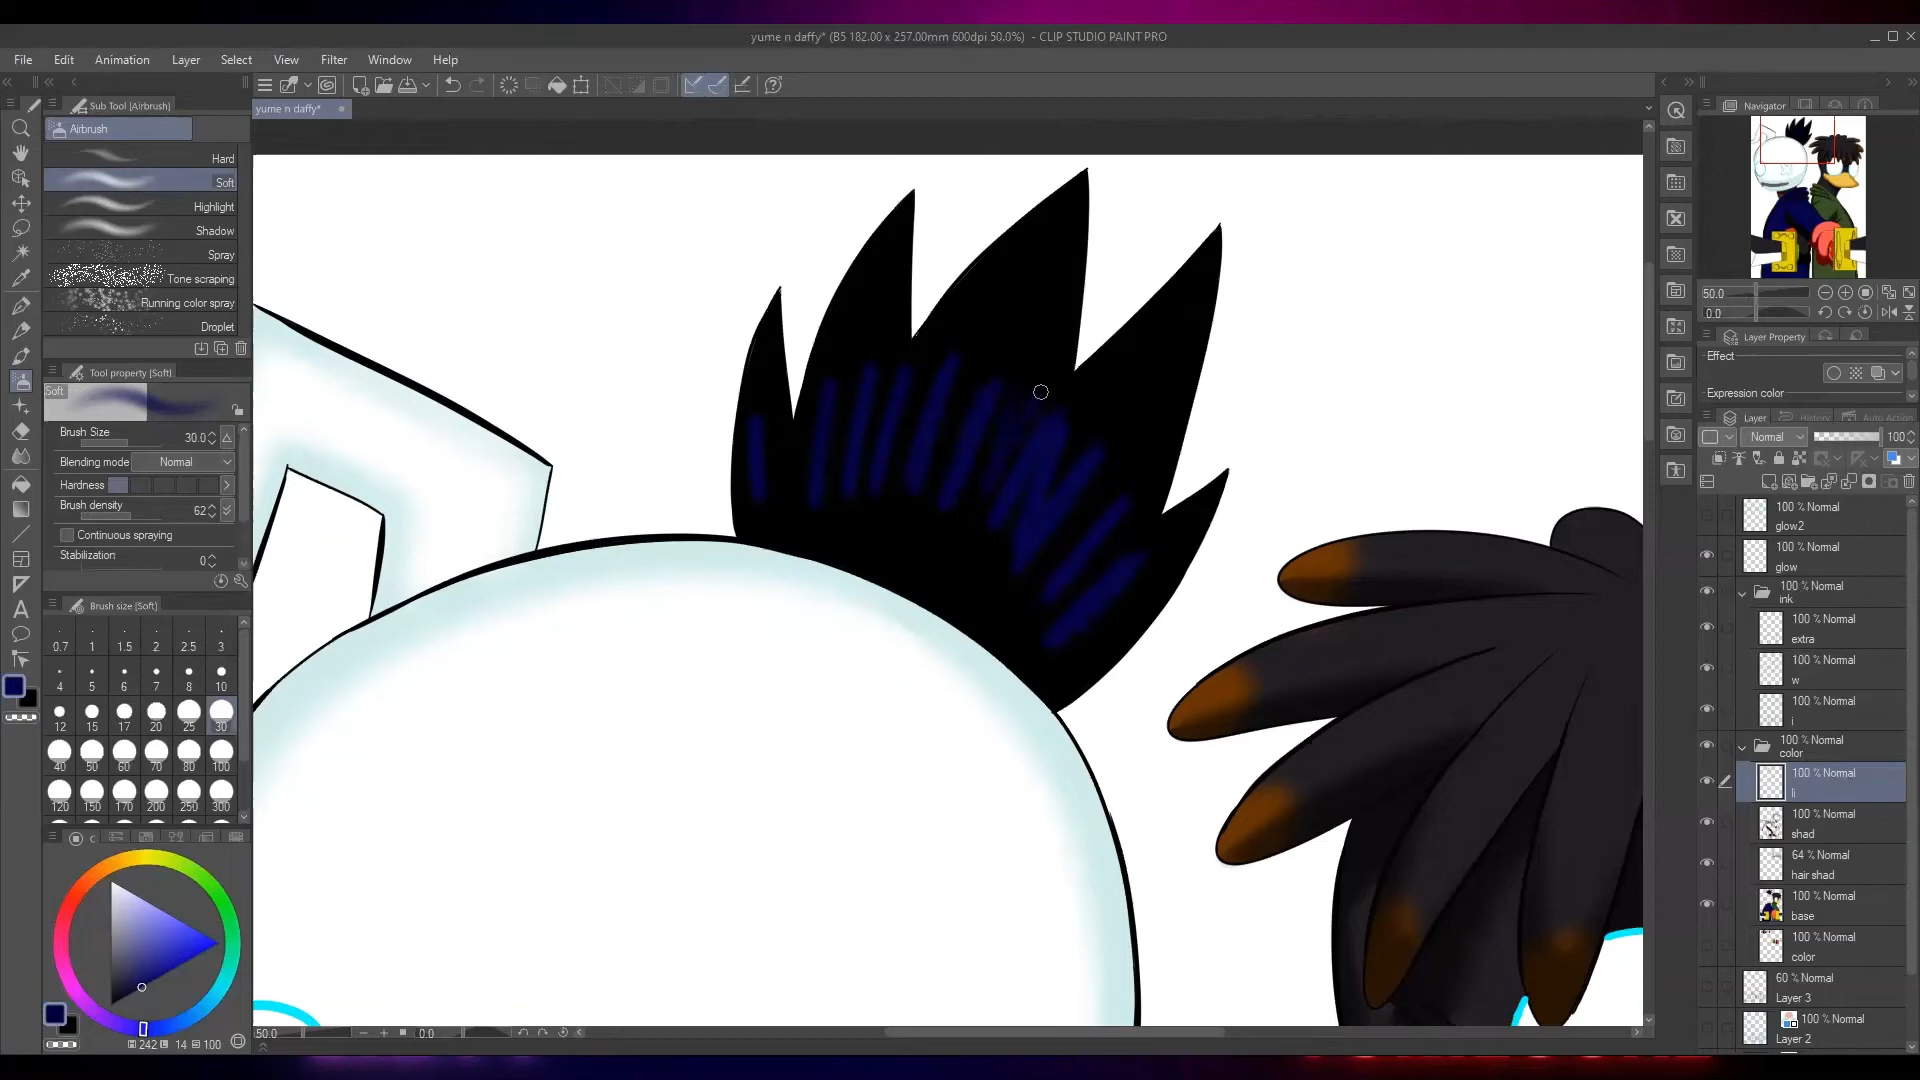 yume n daffy* (B5 182.00 x 257.00mm 600dpi 50.0%) - CLIP STUDIO PAINT PRO
File Edit Animation Layer Select View Filter Window Help
Sub Tool [Airbrush]
Airbrush
Hard
Soft
Highlight
Shadow
Spray
Tone scraping
Running color spray
Droplet
Tool property [Soft]
Soft
Brush Size 30.0
Blending mode Normal
Hardness
Brush density 62
Continuous spraying
Stabilization 0
Brush size [Soft]
0.7 1 1.5 2 2.5 3
4 5 6 7 8 10
12 15 17 20 25 30
40 50 60 70 80 100
120 150 170 200 250 300
242 L 14 S 100
yume n daffy*
50.0 0.0
Navigator
50.0
0.0
Layer Property
Effect
Expression color
Layer History Auto Action
Normal 100
100 % Normal
glow2
100 % Normal
glow
100 % Normal
ink
100 % Normal
extra
100 % Normal
w
100 % Normal
i
100 % Normal
color
100 % Normal
li
100 % Normal
shad
64 % Normal
hair shad
100 % Normal
base
100 % Normal
color
60 % Normal
Layer 3
100 % Normal
Layer 2